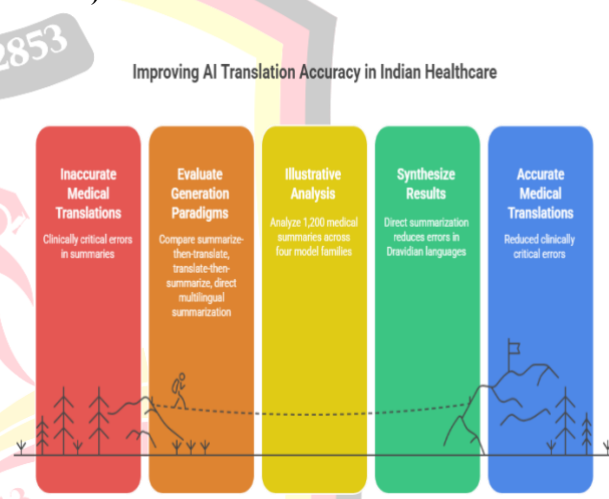 2853
Improving AI Translation Accuracy in Indian Healthcare
Inaccurate
Medical
Translations
Clinically critical errors
in summaries
Evaluate
Generation
Paradigms
Compare summarize-
then-translate,
translate-then-
summarize, direct
multilingual
summarization
Illustrative
Analysis
Analyze 1,200 medical
summaries across
four model families
Synthesize
Results
Direct summarization
reduces errors in
Dravidian languages
Accurate
Medical
Translations
Reduced clinically
critical errors